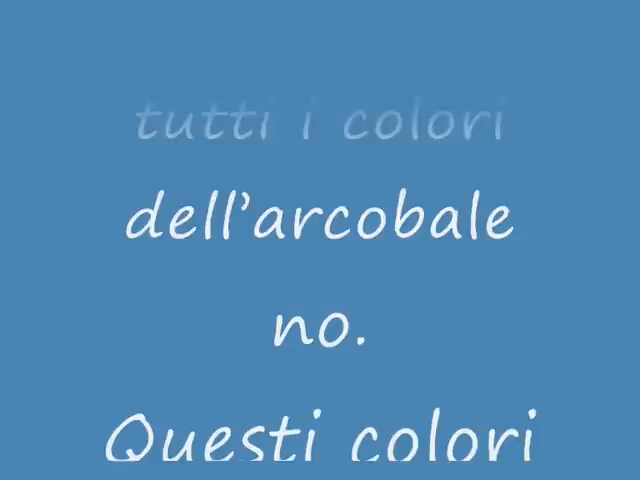 tutti i colori
dell'arcobale
no.
Questi colori